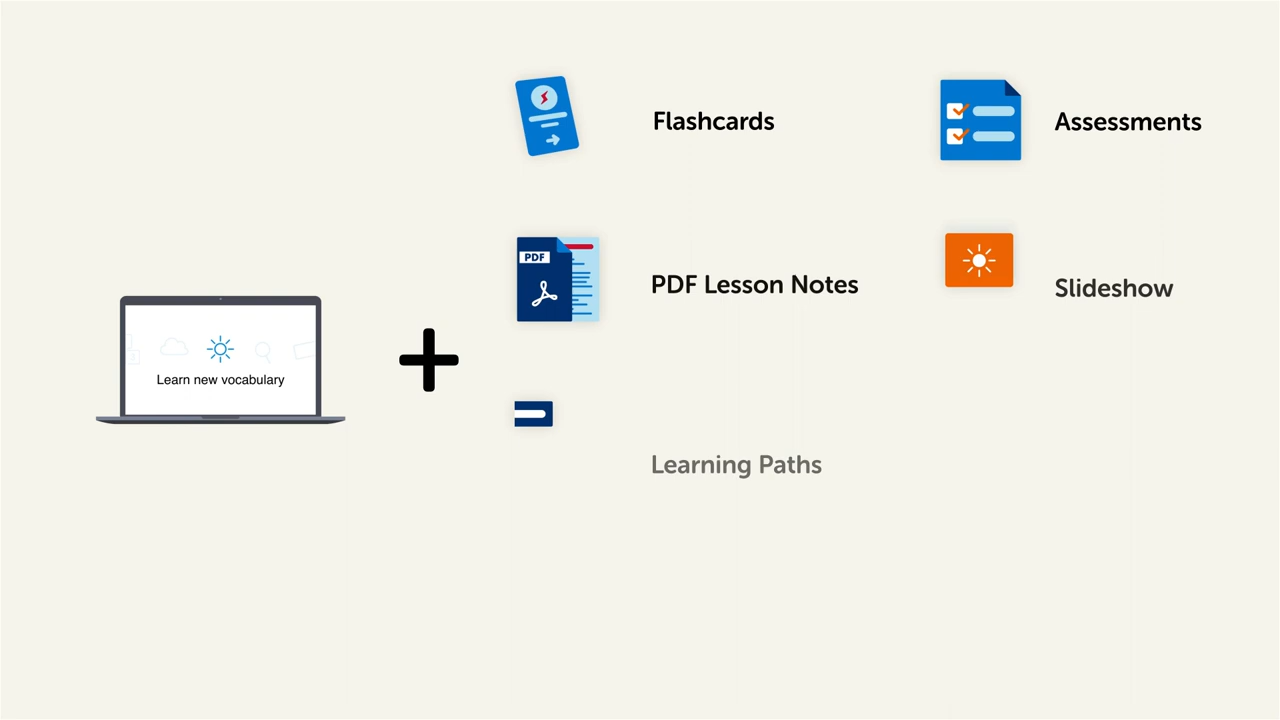 Flashcards
Assessments
PDF
PDF Lesson Notes
Slideshow
Learn new vocabulary
Learning Paths